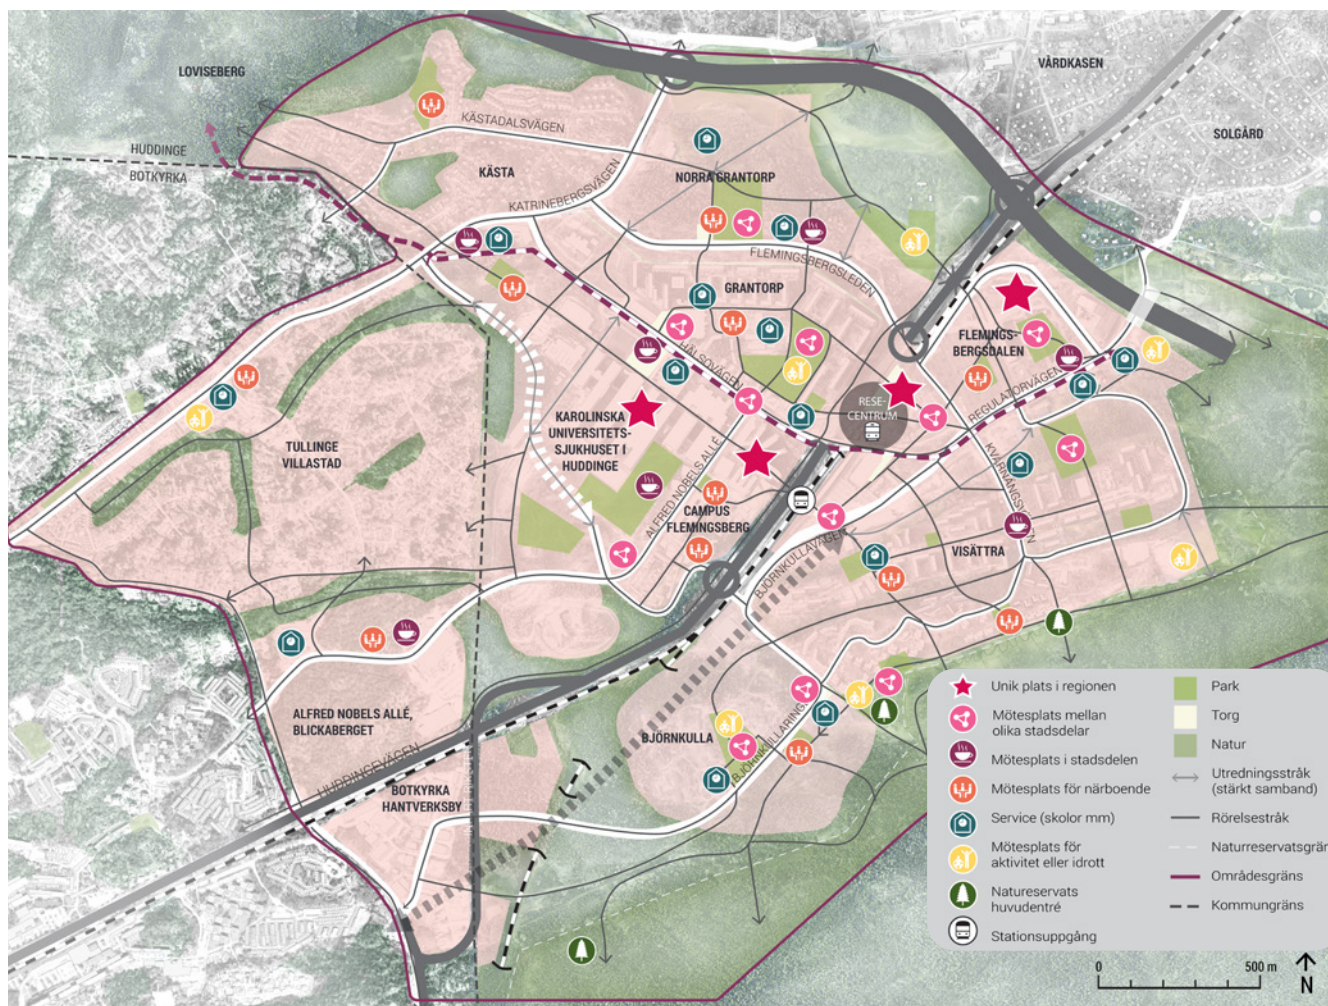 LOVISEBERG
VÅRDKASEN
SOLGÅRD
HUDDINGE
BOTKYRKA
KÄSTADALSVÄGEN
KÄSTA
NORRA GRANTORP
KATRINEBERGSVÄGEN
FLEMINGSBERGSLEDEN
GRANTORP
HÄLSOVÄGEN
FLEMINGS-
BERGSDALEN
REGULATORVÄGEN
RESE-
CENTRUM
KAROLINSKA
UNIVERSITETS-
SJUKHUSET I
HUDDINGE
TULLINGE
VILLASTAD
ALFRED NOBELS ALLÉ
CAMPUS
FLEMINGSBERG
VISÄTTRA
BJÖRNKULLAVÄGEN
ALFRED NOBELS ALLÉ,
BLICKABERGET
HUDDINGEVÄGEN
BJÖRNKULLA
BOTKYRKA
HANTVERKSBY
Unik plats i regionen
Mötesplats mellan
olika stadsdelar
Mötesplats i stadsdelen
Mötesplats för närboende
Service (skolor mm)
Mötesplats för
aktivitet eller idrott
Natureservats
huvudentré
Stationsuppgång
Park
Torg
Natur
Utredningsstråk
(stärkt samband)
Rörelsestråk
Naturreservatsgrän
Områdesgräns
Kommungräns
0
500 m
N